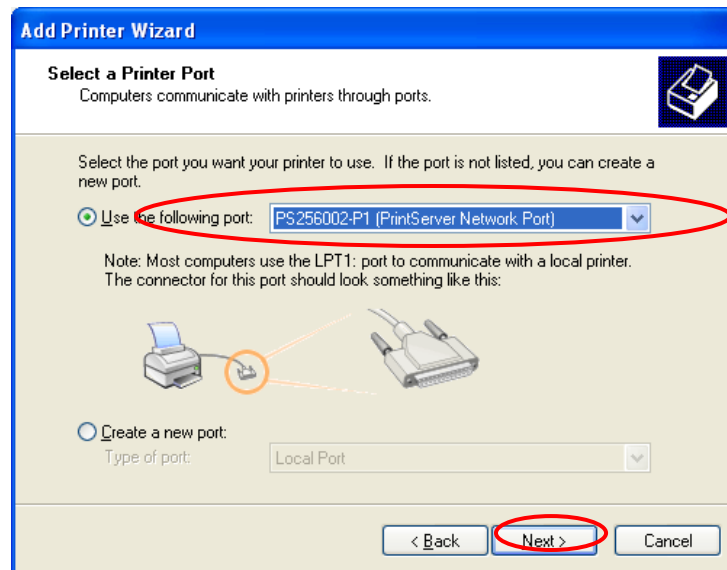 Add Printer Wizard
Select a Printer Port
Computers communicate with printers through ports.
Select the port you want your printer to use. If the port is not listed, you can create a
new port.
Use the following port: PS256002-P1 (PrintServer Network Port)
Note: Most computers use the LPT1: port to communicate with a local printer.
The connector for this port should look something like this:
Create a new port:
Type of port: Local Port
< Back Next > Cancel